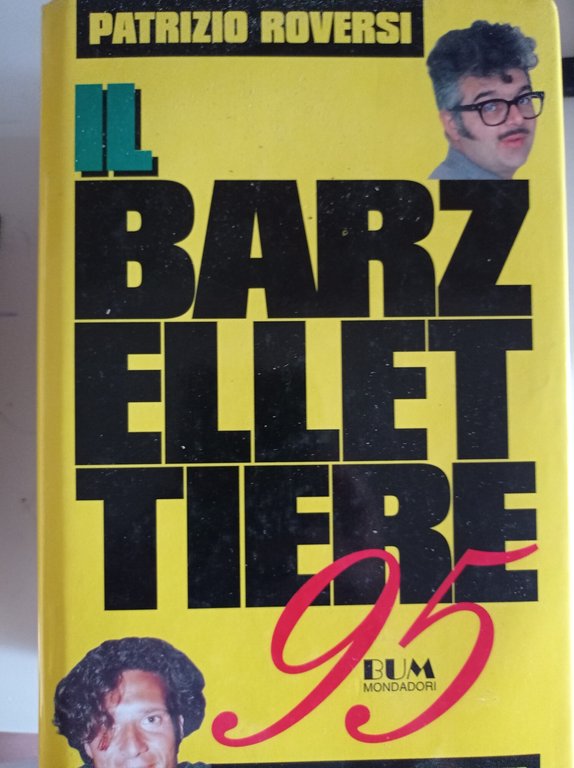 PATRIZIO ROVERSI
IL
BARZ
ELLET
TIERE
95
BUM
MONDADORI